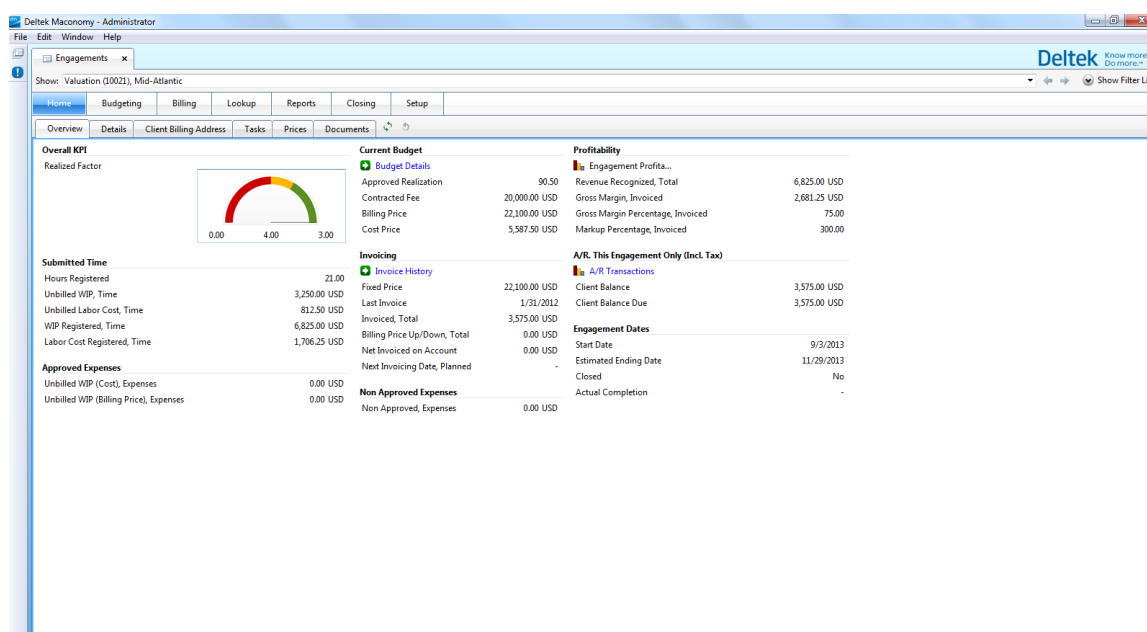 Deltek Maconomy - Administrator
File Edit Window Help
Engagements x
Deltek Know more. Do more.™
Show: Valuation (10021), Mid-Atlantic
Show Filter Li
Home Budgeting Billing Lookup Reports Closing Setup
Overview Details Client Billing Address Tasks Prices Documents
Overall KPI
Realized Factor
0.00 4.00 3.00
Submitted Time
Hours Registered 21.00
Unbilled WIP, Time 3,250.00 USD
Unbilled Labor Cost, Time 812.50 USD
WIP Registered, Time 6,825.00 USD
Labor Cost Registered, Time 1,706.25 USD
Approved Expenses
Unbilled WIP (Cost), Expenses 0.00 USD
Unbilled WIP (Billing Price), Expenses 0.00 USD
Current Budget
Budget Details
Approved Realization 90.50
Contracted Fee 20,000.00 USD
Billing Price 22,100.00 USD
Cost Price 5,587.50 USD
Invoicing
Invoice History
Fixed Price 22,100.00 USD
Last Invoice 1/31/2012
Invoiced, Total 3,575.00 USD
Billing Price Up/Down, Total 0.00 USD
Net Invoiced on Account 0.00 USD
Next Invoicing Date, Planned -
Non Approved Expenses
Non Approved, Expenses 0.00 USD
Profitability
Engagement Profita...
Revenue Recognized, Total 6,825.00 USD
Gross Margin, Invoiced 2,681.25 USD
Gross Margin Percentage, Invoiced 75.00
Markup Percentage, Invoiced 300.00
A/R. This Engagement Only (Incl. Tax)
A/R Transactions
Client Balance 3,575.00 USD
Client Balance Due 3,575.00 USD
Engagement Dates
Start Date 9/3/2013
Estimated Ending Date 11/29/2013
Closed No
Actual Completion -